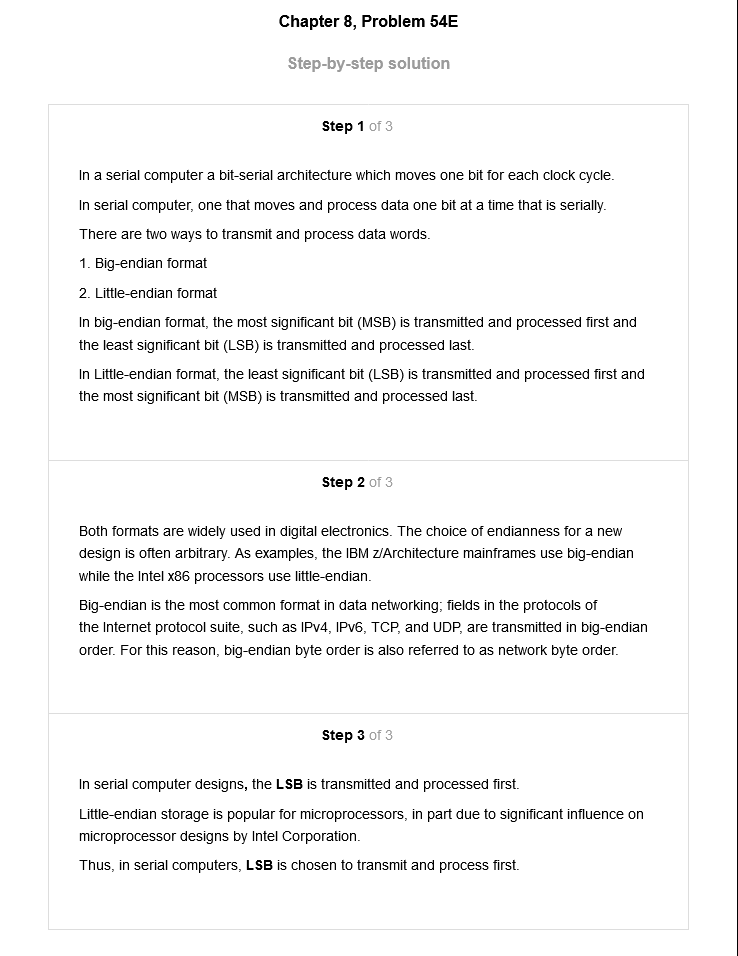 Chapter 8, Problem 54E
Step-by-step solution
Step 1 of 3
In a serial computer a bit-serial architecture which moves one bit for each clock cycle.
In serial computer, one that moves and process data one bit at a time that is serially.
There are two ways to transmit and process data words.
1. Big-endian format
2. Little-endian format
In big-endian format, the most significant bit (MSB) is transmitted and processed first and
the least significant bit (LSB) is transmitted and processed last.
In Little-endian format, the least significant bit (LSB) is transmitted and processed first and
the most significant bit (MSB) is transmitted and processed last.
Step 2 of 3
Both formats are widely used in digital electronics. The choice of endianness for a new
design is often arbitrary. As examples, the IBM z/Architecture mainframes use big-endian
while the Intel x86 processors use little-endian.
Big-endian is the most common format in data networking; fields in the protocols of
the Internet protocol suite, such as IPv4, IPv6, TCP, and UDP, are transmitted in big-endian
order. For this reason, big-endian byte order is also referred to as network byte order.
Step 3 of 3
In serial computer designs, the LSB is transmitted and processed first.
Little-endian storage is popular for microprocessors, in part due to significant influence on
microprocessor designs by Intel Corporation.
Thus, in serial computers, LSB is chosen to transmit and process first.